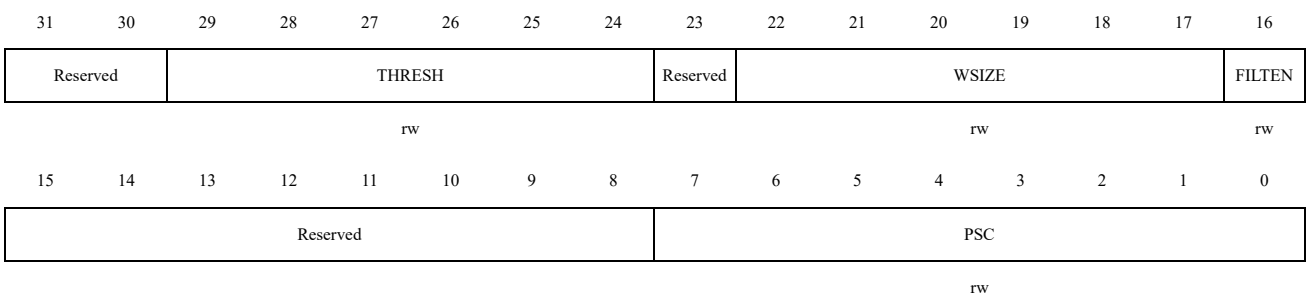 31 30 29 28 27 26 25 24 23 22 21 20 19 18 17 16
Reserved THRESH Reserved WSIZE FILTEN
rw rw rw
15 14 13 12 11 10 9 8 7 6 5 4 3 2 1 0
Reserved PSC
rw